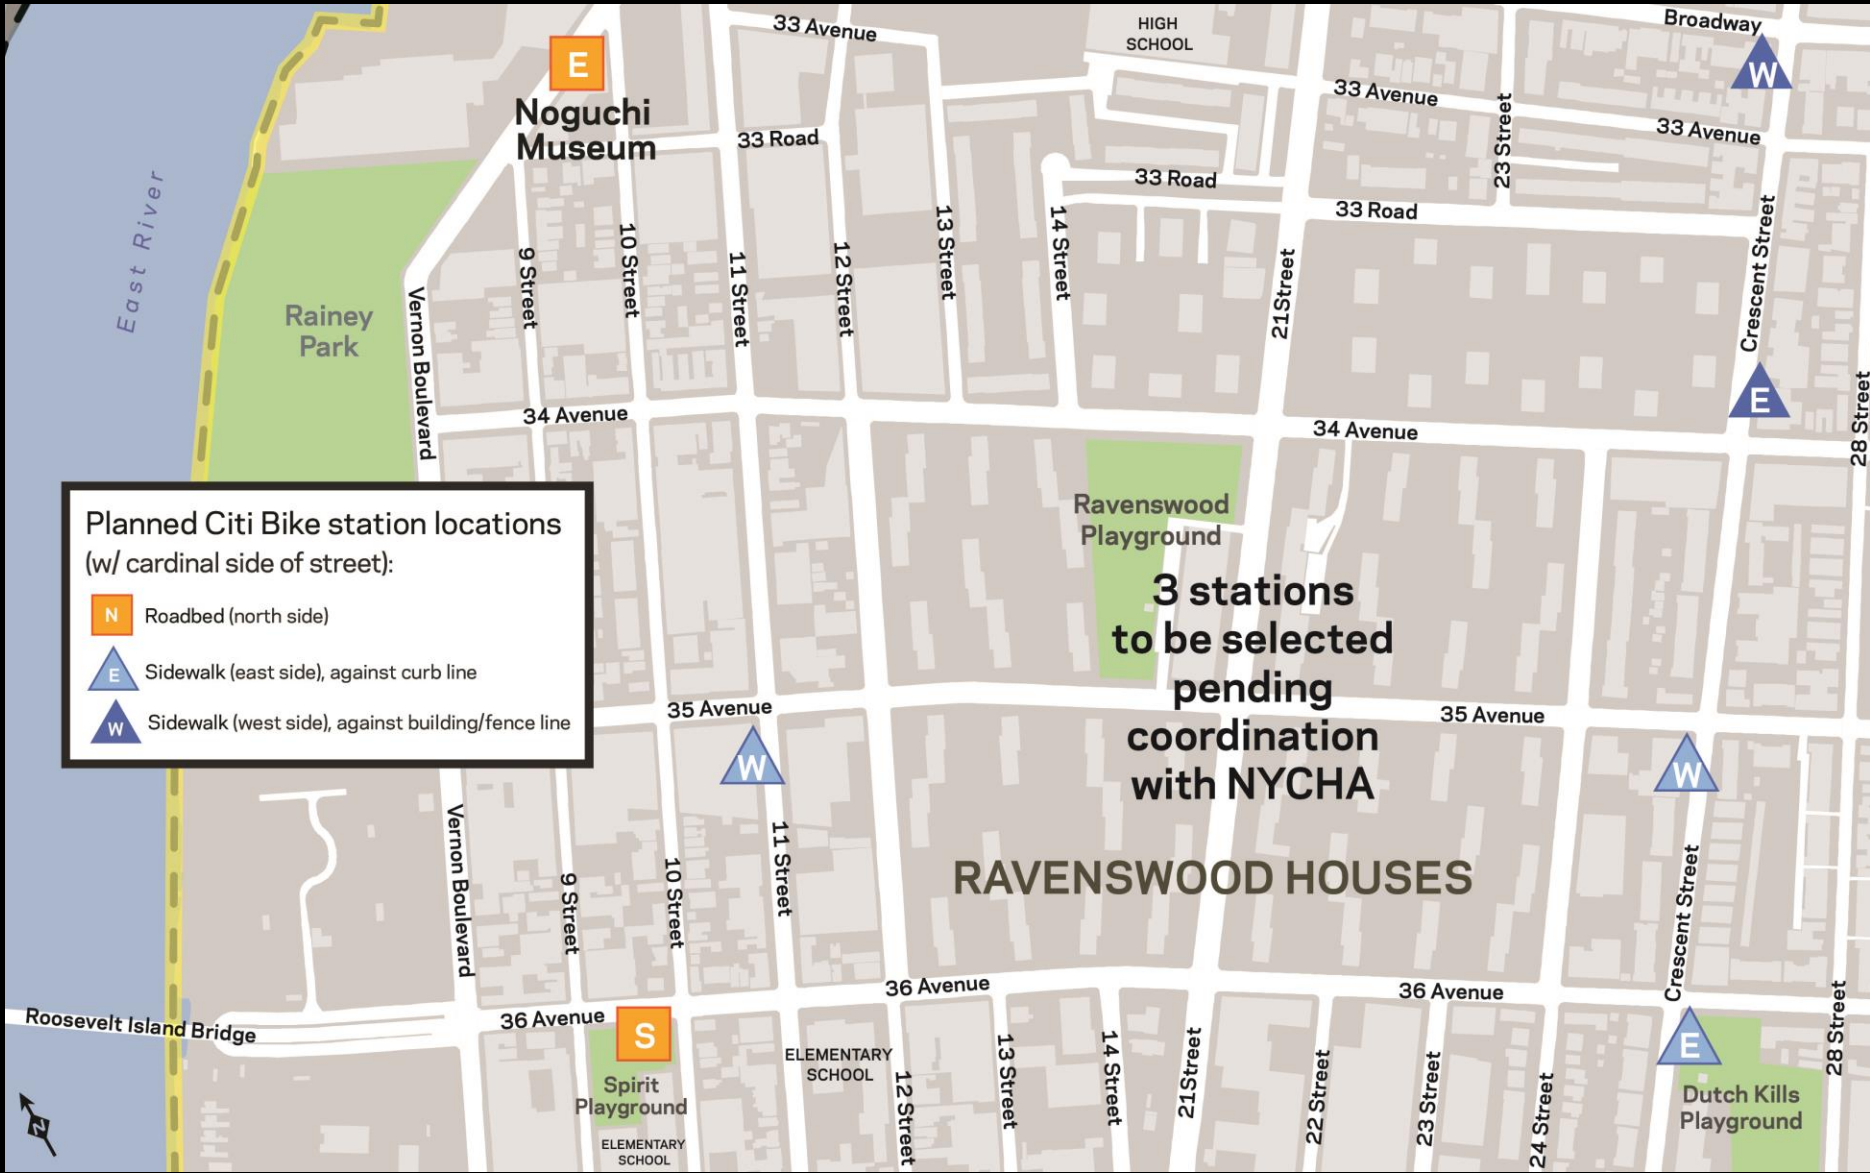 33 Avenue
HIGH
SCHOOL
Broadway
W
E
Noguchi
Museum
33 Avenue
33 Avenue
23 Street
33 Road
33 Road
33 Road
East River
Rainey
Park
Vernon Boulevard
9 Street
10 Street
11 Street
12 Street
13 Street
14 Street
21Street
Crescent Street
E
28 Street
34 Avenue
34 Avenue
Ravenswood
Playground
Planned Citi Bike station locations
(w/ cardinal side of street):
N Roadbed (north side)
E Sidewalk (east side), against curb line
W Sidewalk (west side), against building/fence line
3 stations
to be selected
pending
coordination
with NYCHA
35 Avenue
35 Avenue
W
W
RAVENSWOOD HOUSES
Vernon Boulevard
9 Street
10 Street
11 Street
Crescent Street
36 Avenue
36 Avenue
36 Avenue
Roosevelt Island Bridge
S
Spirit
Playground
ELEMENTARY
SCHOOL
ELEMENTARY
SCHOOL
12 Street
13 Street
14 Street
21Street
22 Street
23 Street
24 Street
E
Dutch Kills
Playground
28 Street
N